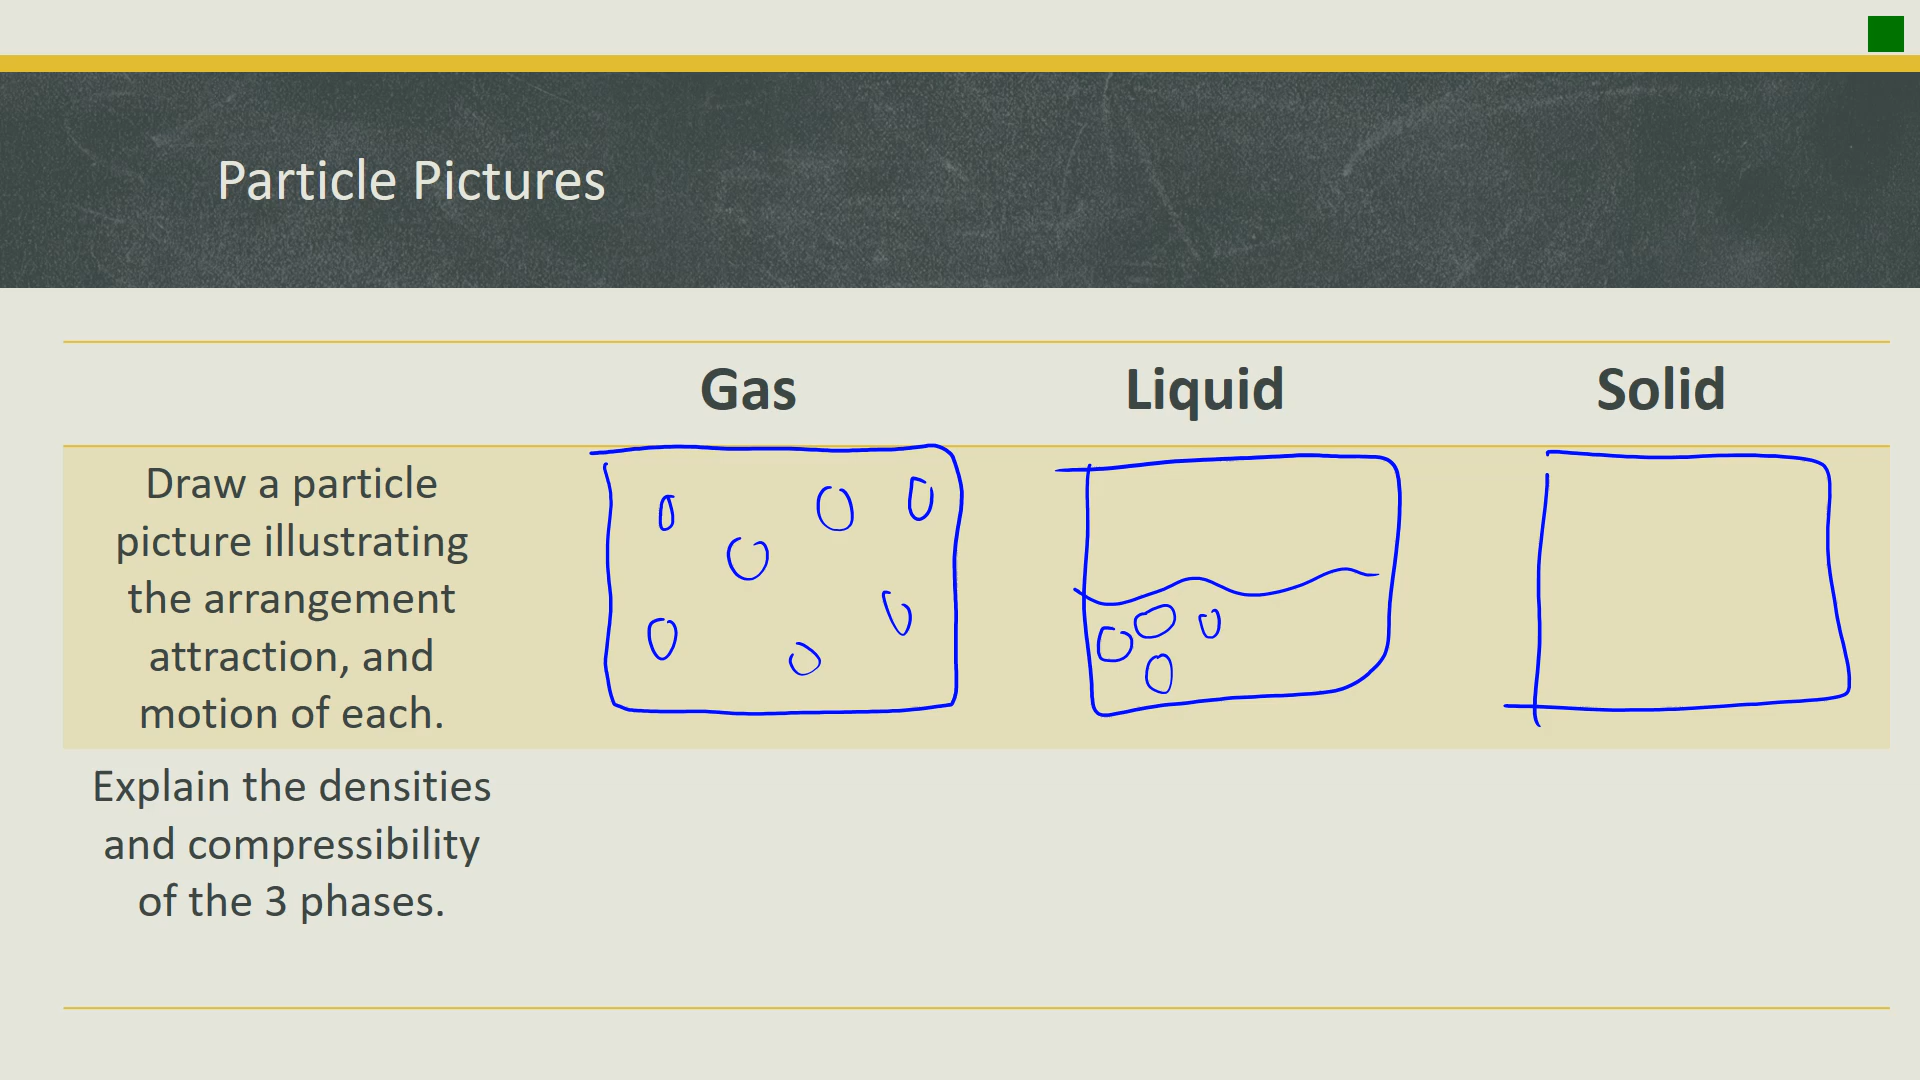 Particle Pictures
Gas Liquid Solid
Draw a particle
picture illustrating
the arrangement
attraction, and
motion of each.
Explain the densities
and compressibility
of the 3 phases.